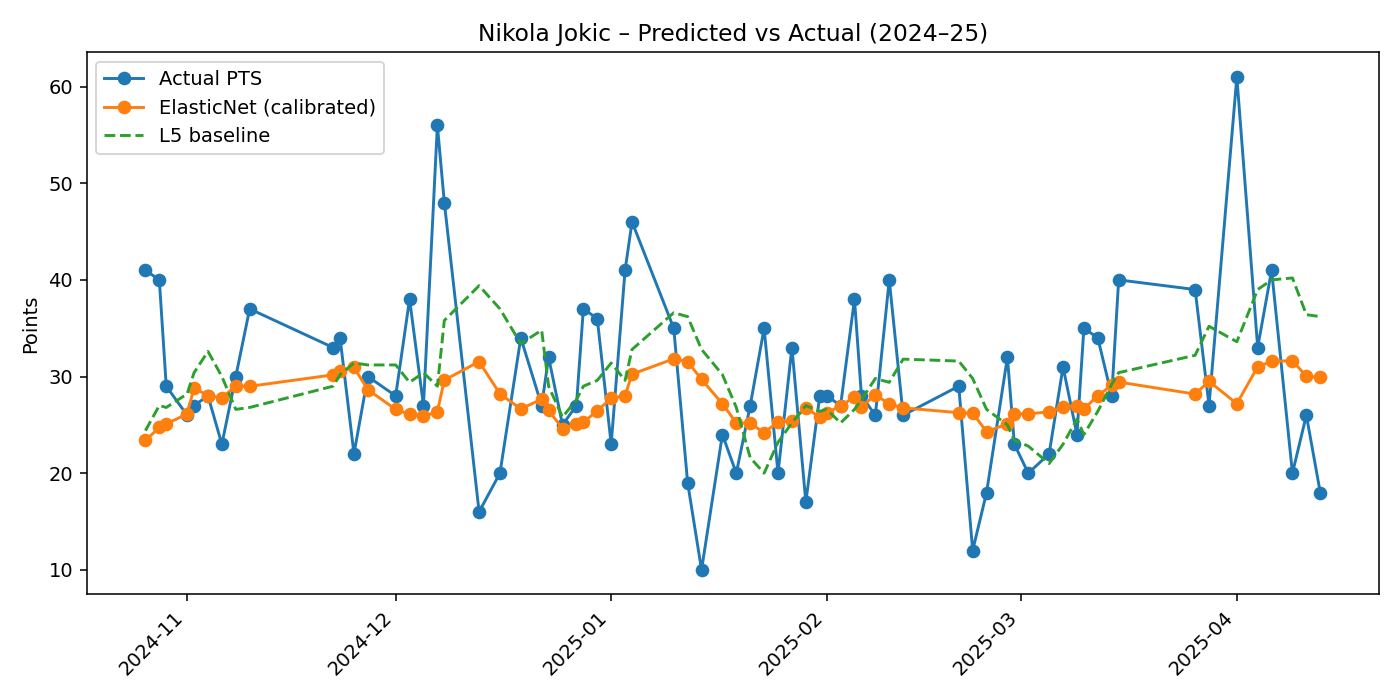 Nikola Jokic – Predicted vs Actual (2024–25)
Actual PTS
ElasticNet (calibrated)
L5 baseline
Points
60
50
40
30
20
10
2024-11
2024-12
2025-01
2025-02
2025-03
2025-04